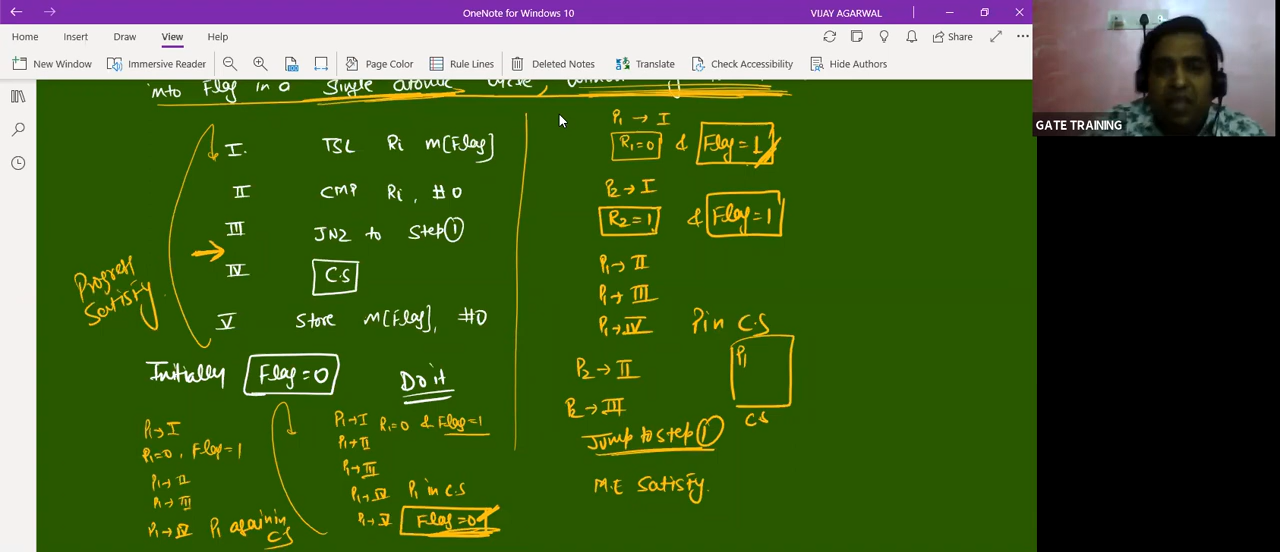 OneNote for Windows 10
VIJAY AGARWAL
Home Insert Draw View Help
Share
New Window Immersive Reader Page Color Rule Lines Deleted Notes Translate Check Accessibility Hide Authors
into Flag in a single atomic cycle,
I. TSL Ri m[Flag]
II CMP Ri, #0
III JNZ to Step ①
IV C.S
V Store m[Flag], #0
Progress
Satisfy
Initially Flag=0 Do it
P1→I
P1=0, Flag=1
P1→II
P1→III
P1→IV P1 again in
CS
P1→I R1=0 & Flag=1
P1→II
P1→III
P1→IV P1 in C.S
P1→V Flag=0
P1→I
R1=0 & Flag=1
P2→I
R2=1 & Flag=1
P1→II
P1→III
P1→IV P1 in C.S
P1
CS
P2→II
P2→III
Jump to step ①
M.E Satisfy.
GATE TRAINING